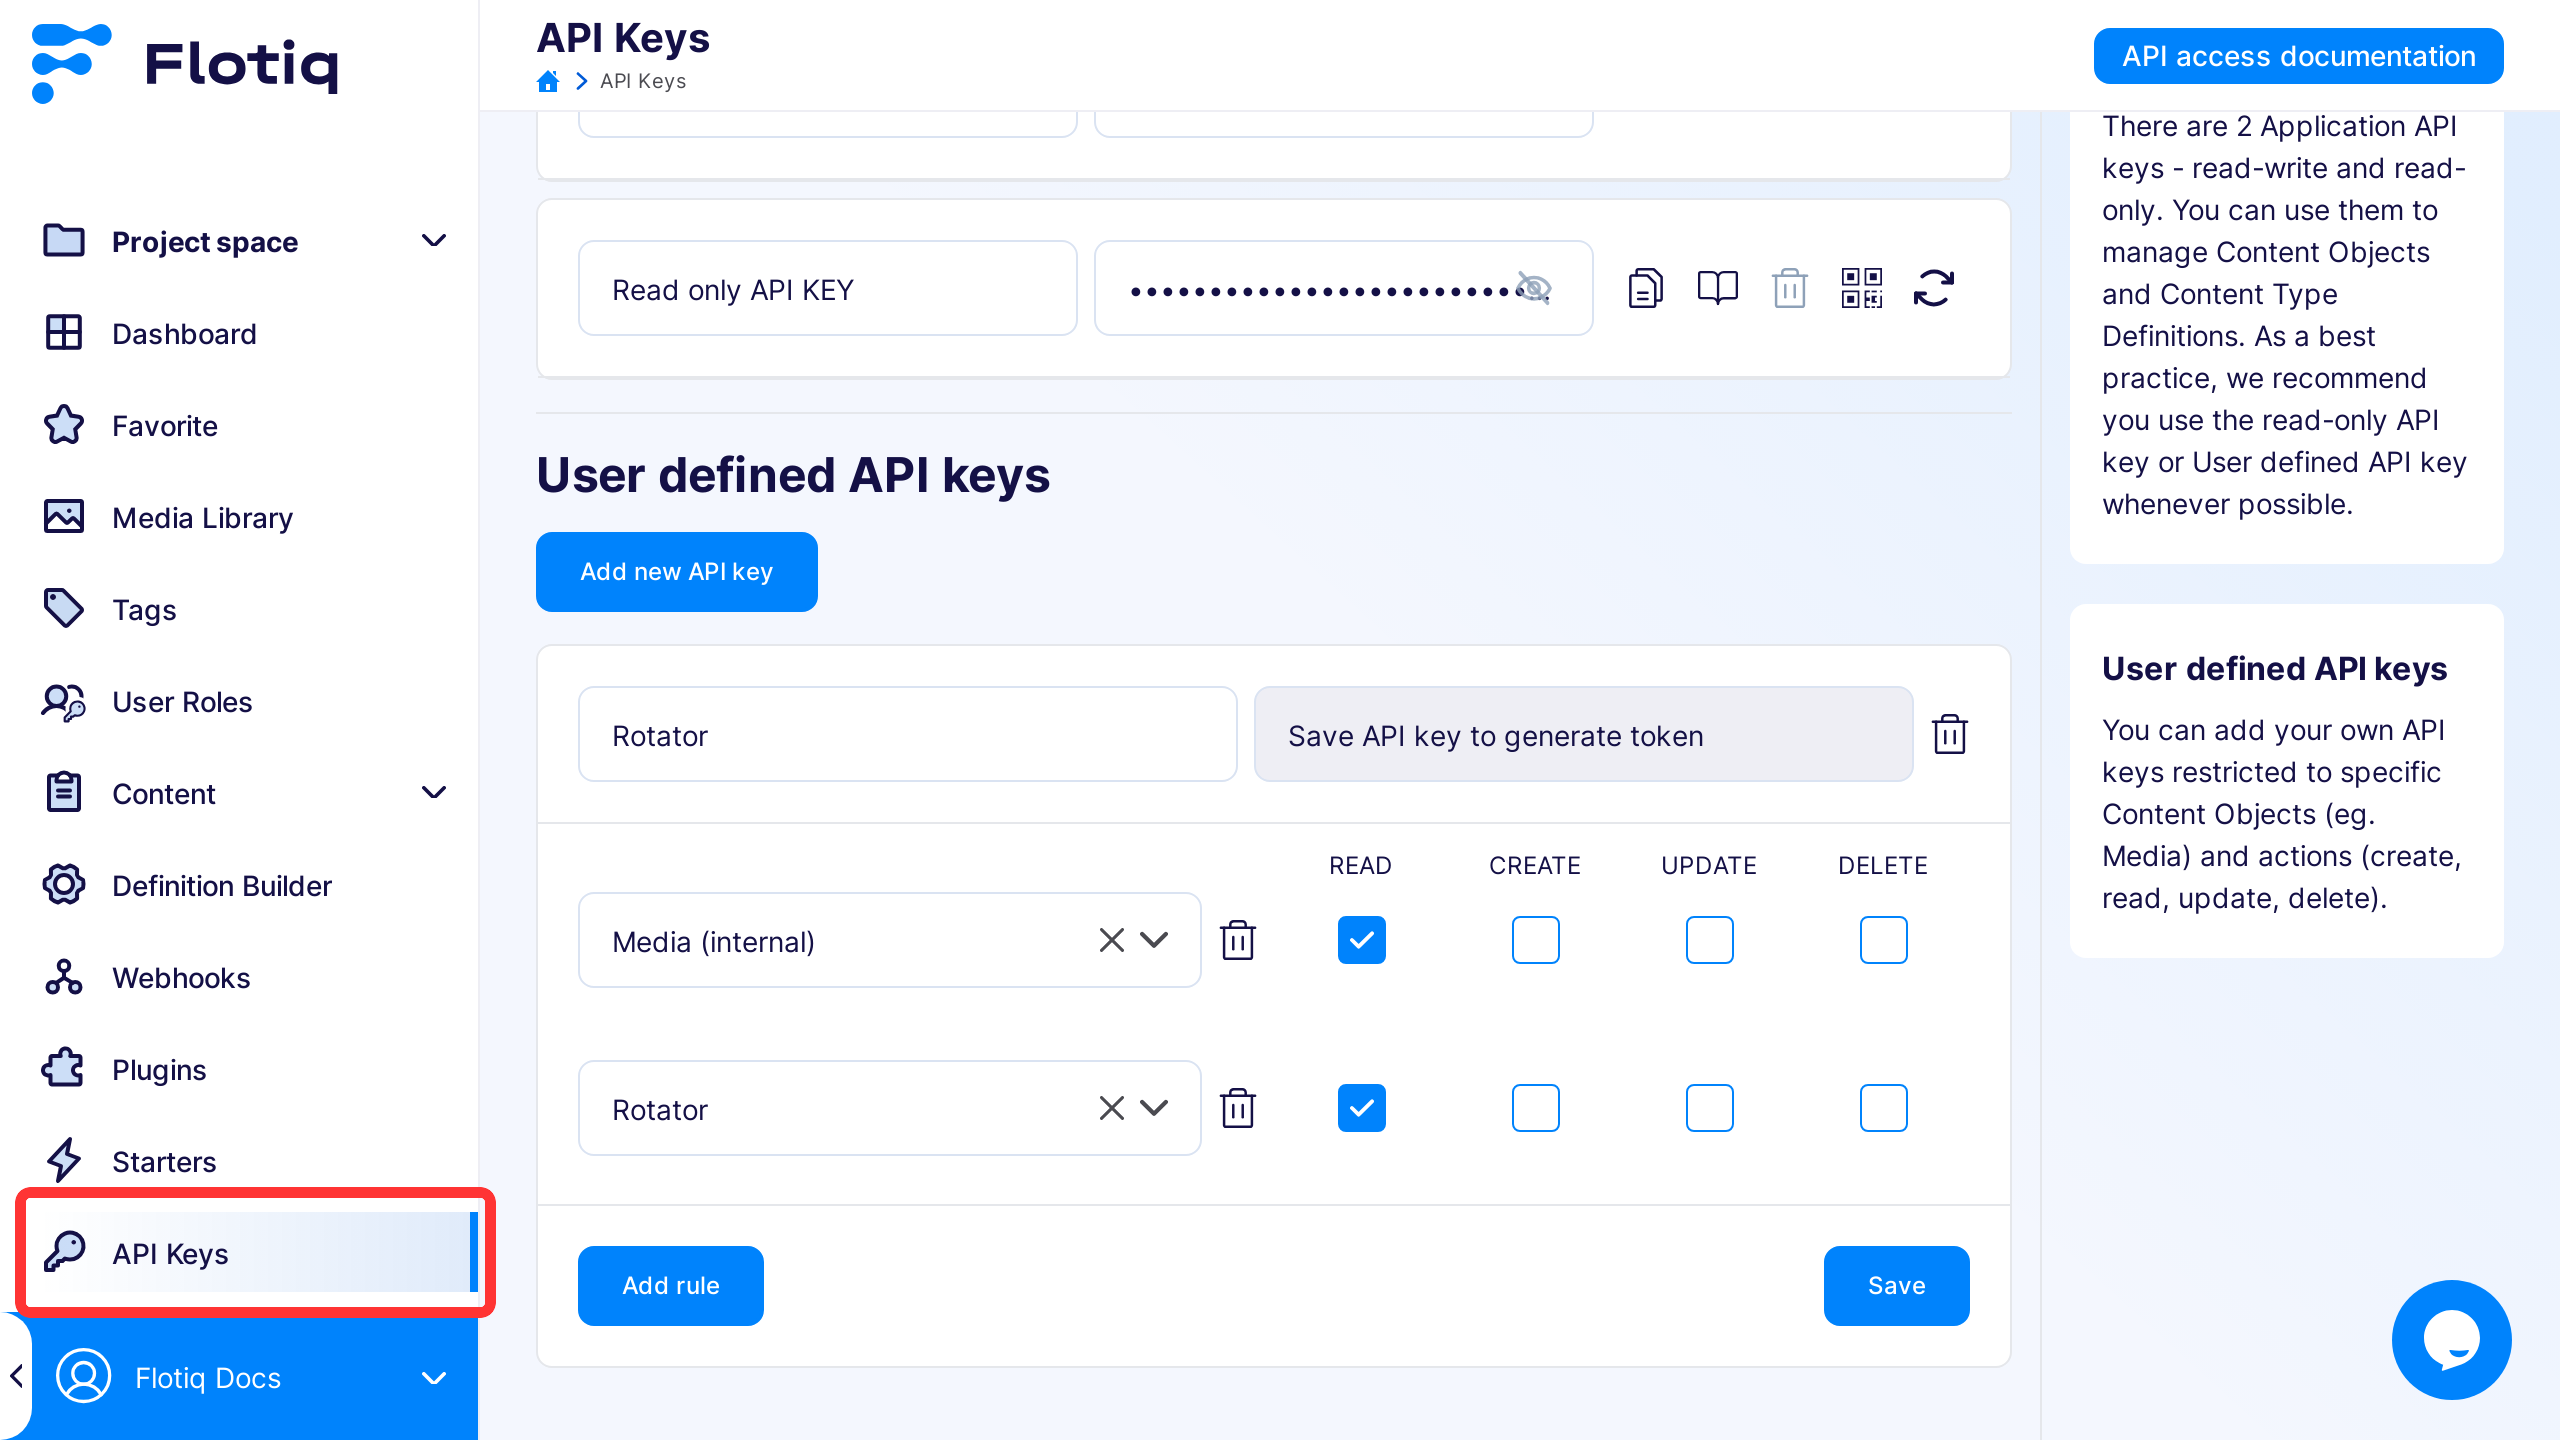 Flotiq
Project space
Dashboard
Favorite
Media Library
Tags
User Roles
Content
Definition Builder
Webhooks
Plugins
Starters
API Keys
Flotiq Docs
API Keys
API Keys
API access documentation
Read only API KEY
User defined API keys
Add new API key
Rotator
Save API key to generate token
READ CREATE UPDATE DELETE
Media (internal)
Rotator
Add rule
Save
There are 2 Application API
keys - read-write and read-
only. You can use them to
manage Content Objects
and Content Type
Definitions. As a best
practice, we recommend
you use the read-only API
key or User defined API key
whenever possible.
User defined API keys
You can add your own API
keys restricted to specific
Content Objects (eg.
Media) and actions (create,
read, update, delete).